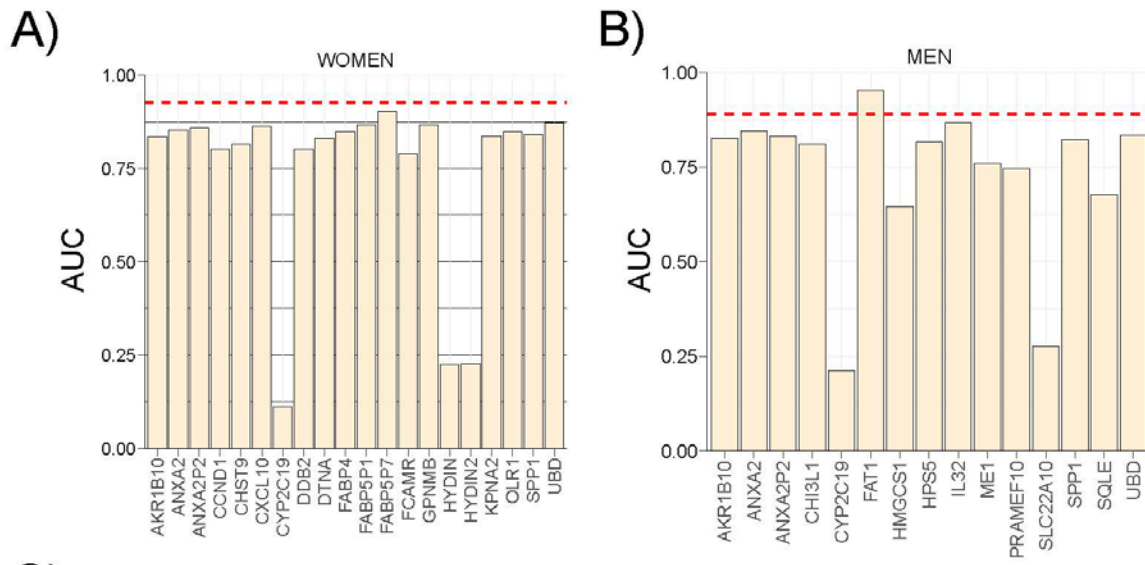 A)
WOMEN
AUC
1.00
0.75
0.50
0.25
0.00
AKR1B10
ANXA2
ANXA2P2
CCND1
CHST9
CXCL10
CYP2C19
DDB2
DTNA
FABP4
FABP5P1
FABP5P7
FCAMR
GPNMB
HYDIN
HYDIN2
KPNA2
OLR1
SPP1
UBD
B)
MEN
AUC
1.00
0.75
0.50
0.25
0.00
AKR1B10
ANXA2
ANXA2P2
CHI3L1
CYP2C19
FAT1
HMGCS1
HPS5
IL32
ME1
PRAMEF10
SLC22A10
SPP1
SQLE
UBD